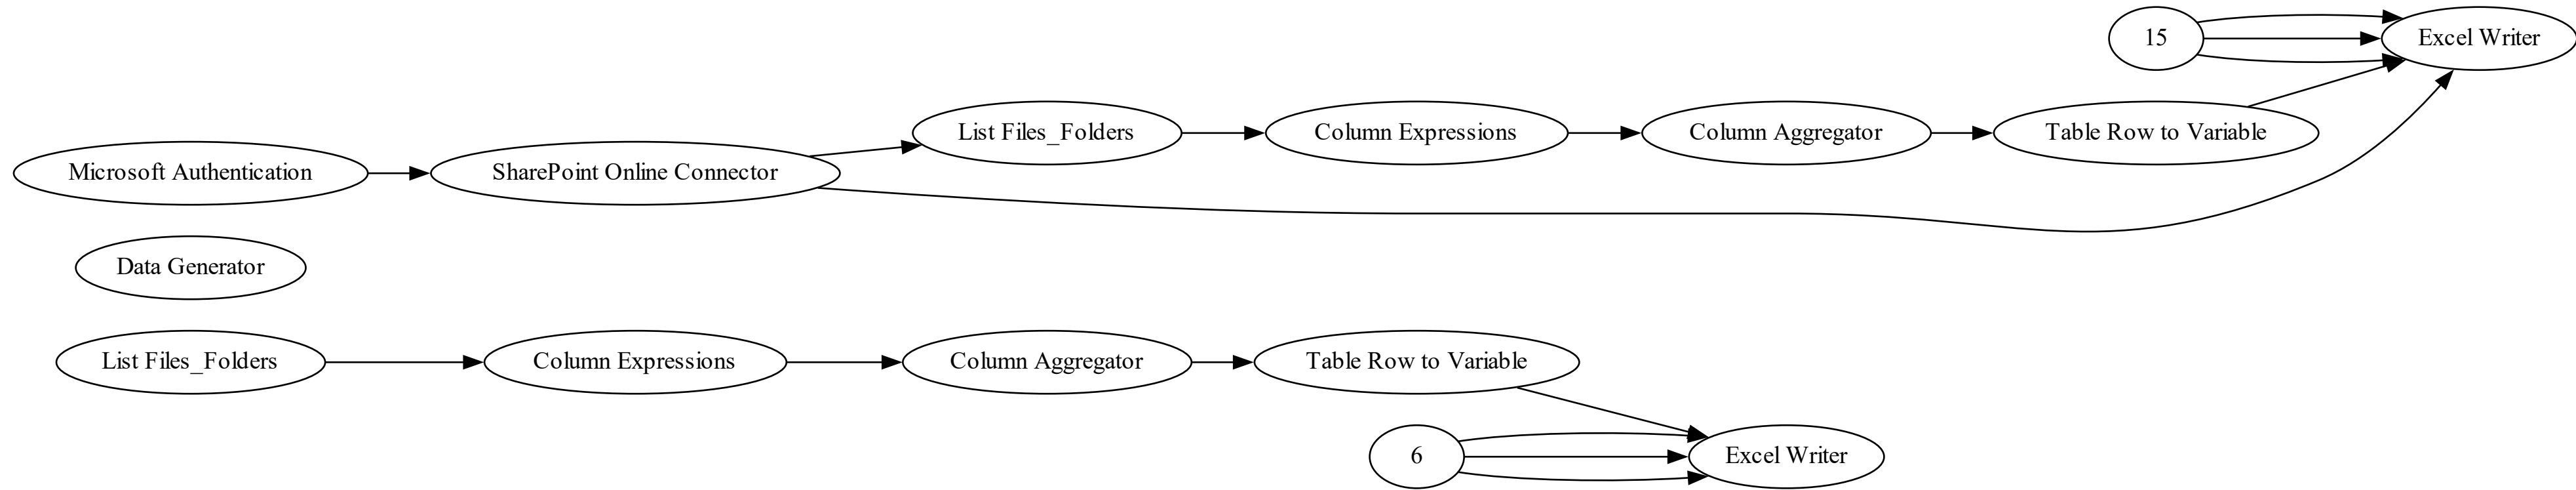 15
Excel Writer
List Files_Folders
Column Expressions
Column Aggregator
Table Row to Variable
Microsoft Authentication
SharePoint Online Connector
Data Generator
List Files_Folders
Column Expressions
Column Aggregator
Table Row to Variable
6
Excel Writer